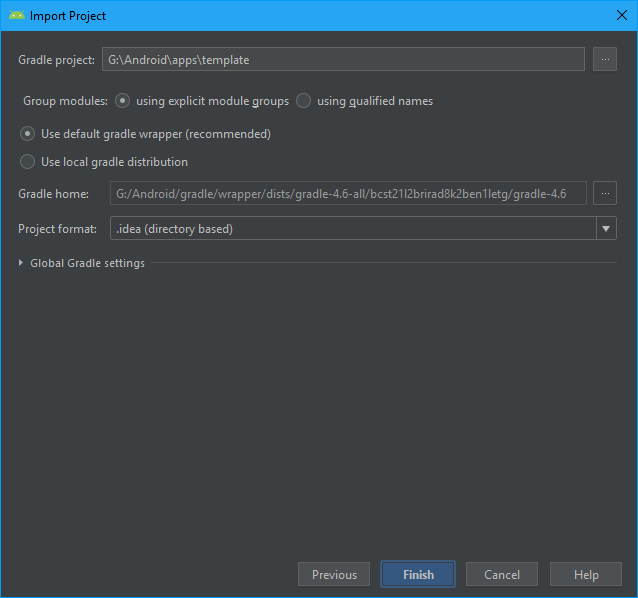 Import Project
Gradle project: G:\Android\apps\template ...
Group modules: using explicit module groups using qualified names
Use default gradle wrapper (recommended)
Use local gradle distribution
Gradle home: G:/Android/gradle/wrapper/dists/gradle-4.6-all/bcst21l2brirad8k2ben1letg/gradle-4.6 ...
Project format: .idea (directory based)
Global Gradle settings
Previous Finish Cancel Help